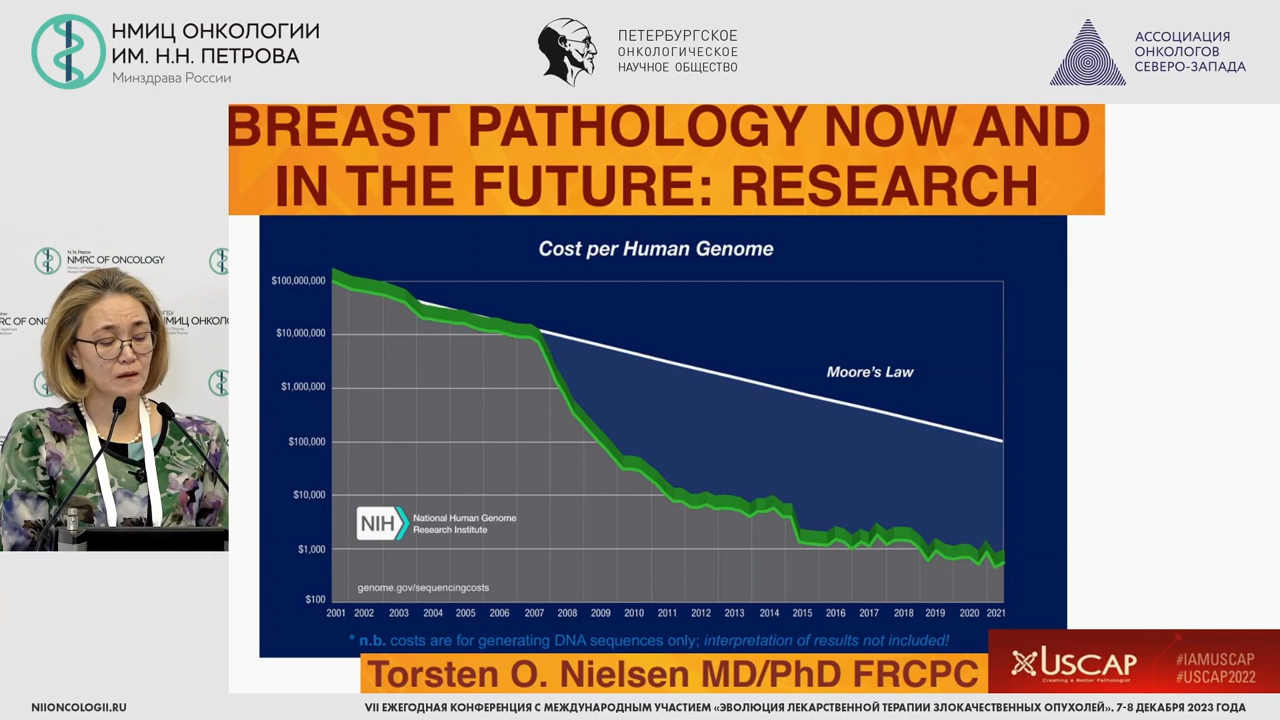 НМИЦ ОНКОЛОГИИ
ИМ. Н.Н. ПЕТРОВА
Минздрава России
ПЕТЕРБУРГСКОЕ
ОНКОЛОГИЧЕСКОЕ
НАУЧНОЕ ОБЩЕСТВО
АССОЦИАЦИЯ
ОНКОЛОГОВ
СЕВЕРО-ЗАПАДА
BREAST PATHOLOGY NOW AND
IN THE FUTURE: RESEARCH
Cost per Human Genome
$100,000,000
$10,000,000
$1,000,000
$100,000
$10,000
$1,000
$100
Moore's Law
NIH
National Human Genome
Research Institute
genome.gov/sequencingcosts
2001 2002 2003 2004 2005 2006 2007 2008 2009 2010 2011 2012 2013 2014 2015 2016 2017 2018 2019 2020 2021
* n.b. costs are for generating DNA sequences only; interpretation of results not included!
Torsten O. Nielsen MD/PhD FRCPC
USCAP
Creating a Better Pathologist
#IAMUSCAP
#USCAP2022
NMRC OF ONCOLOGY
RC OF ONC
НМИЦ ОНКОЛО
NIIONCOLOGII.RU
VII ЕЖЕГОДНАЯ КОНФЕРЕНЦИЯ С МЕЖДУНАРОДНЫМ УЧАСТИЕМ «ЭВОЛЮЦИЯ ЛЕКАРСТВЕННОЙ ТЕРАПИИ ЗЛОКАЧЕСТВЕННЫХ ОПУХОЛЕЙ». 7-8 ДЕКАБРЯ 2023 ГОДА